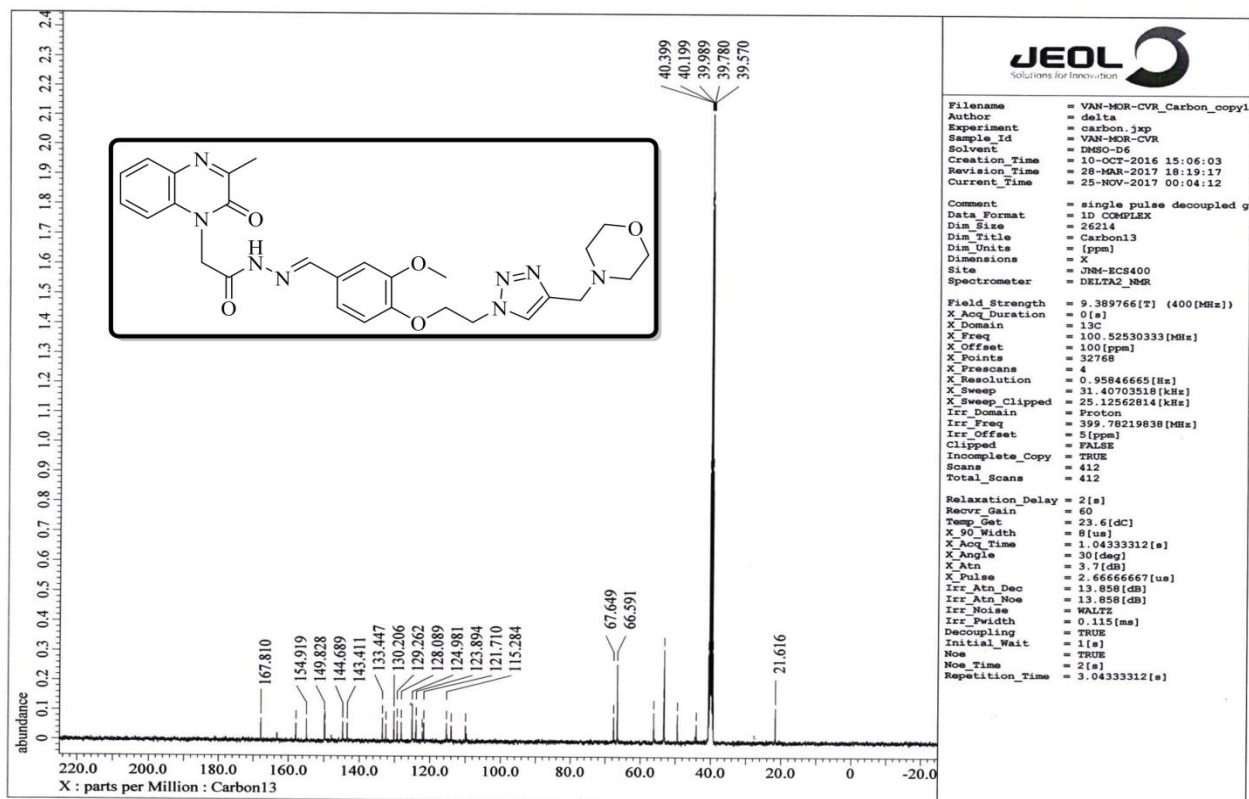 2.4
2.3
2.2
2.1
2.0
1.9
1.8
1.7
1.6
1.5
1.4
1.3
1.2
1.1
1.0
0.9
0.8
0.7
0.6
0.5
0.4
0.3
0.2
0.1
0
abundance
N
N
O
O
H
N
N
O
O
N
N
N
N
O
40.399
40.199
39.989
39.780
39.570
167.810
154.919
149.828
144.689
143.411
133.447
130.206
129.262
128.089
124.981
123.894
121.710
115.284
67.649
66.591
21.616
220.0 200.0 180.0 160.0 140.0 120.0 100.0 80.0 60.0 40.0 20.0 0 -20.0
X : parts per Million : Carbon13
JEOL
Solutions for Innovation
Filename = VAN-MOR-CVR_Carbon_copy1
Author = delta
Experiment = carbon.jxp
Sample_Id = VAN-MOR-CVR
Solvent = DMSO-D6
Creation_Time = 10-OCT-2016 15:06:03
Revision_Time = 28-MAR-2017 18:19:17
Current_Time = 25-NOV-2017 00:04:12
Comment = single pulse decoupled g
Data_Format = 1D COMPLEX
Dim_Size = 26214
Dim_Title = Carbon13
Dim_Units = [ppm]
Dimensions = X
Site = JNM-ECS400
Spectrometer = DELTA2_NMR
Field_Strength = 9.389766[T] (400[MHz])
X_Acq_Duration = 0[s]
X_Domain = 13C
X_Freq = 100.52530333[MHz]
X_Offset = 100[ppm]
X_Points = 32768
X_Prescans = 4
X_Resolution = 0.95846665[Hz]
X_Sweep = 31.40703518[kHz]
X_Sweep_Clipped = 25.12562814[kHz]
Irr_Domain = Proton
Irr_Freq = 399.78219838[MHz]
Irr_Offset = 5[ppm]
Clipped = FALSE
Incomplete_Copy = TRUE
Scans = 412
Total_Scans = 412
Relaxation_Delay = 2[s]
Recvr_Gain = 60
Temp_Get = 23.6[dC]
X_90_Width = 8[us]
X_Acq_Time = 1.04333312[s]
X_Angle = 30[deg]
X_Atn = 3.7[dB]
X_Pulse = 2.66666667[us]
Irr_Atn_Dec = 13.858[dB]
Irr_Atn_Noe = 13.858[dB]
Irr_Noise = WALTZ
Irr_Pwidth = 0.115[ms]
Decoupling = TRUE
Initial_Wait = 1[s]
Noe = TRUE
Noe_Time = 2[s]
Repetition_Time = 3.04333312[s]